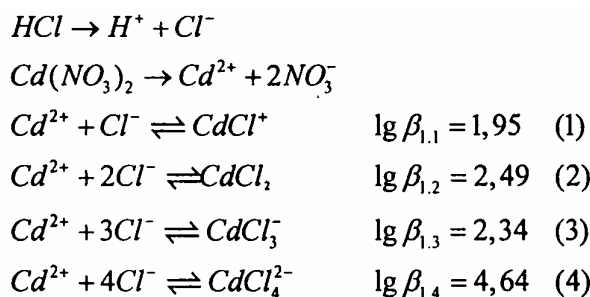 HCl → H⁺ + Cl⁻
Cd(NO₃)₂ → Cd²⁺ + 2NO₃⁻
Cd²⁺ + Cl⁻ ⇌ CdCl⁺ lg β₁.₁ = 1,95 (1)
Cd²⁺ + 2Cl⁻ ⇌ CdCl₂ lg β₁.₂ = 2,49 (2)
Cd²⁺ + 3Cl⁻ ⇌ CdCl₃⁻ lg β₁.₃ = 2,34 (3)
Cd²⁺ + 4Cl⁻ ⇌ CdCl₄²⁻ lg β₁.₄ = 4,64 (4)